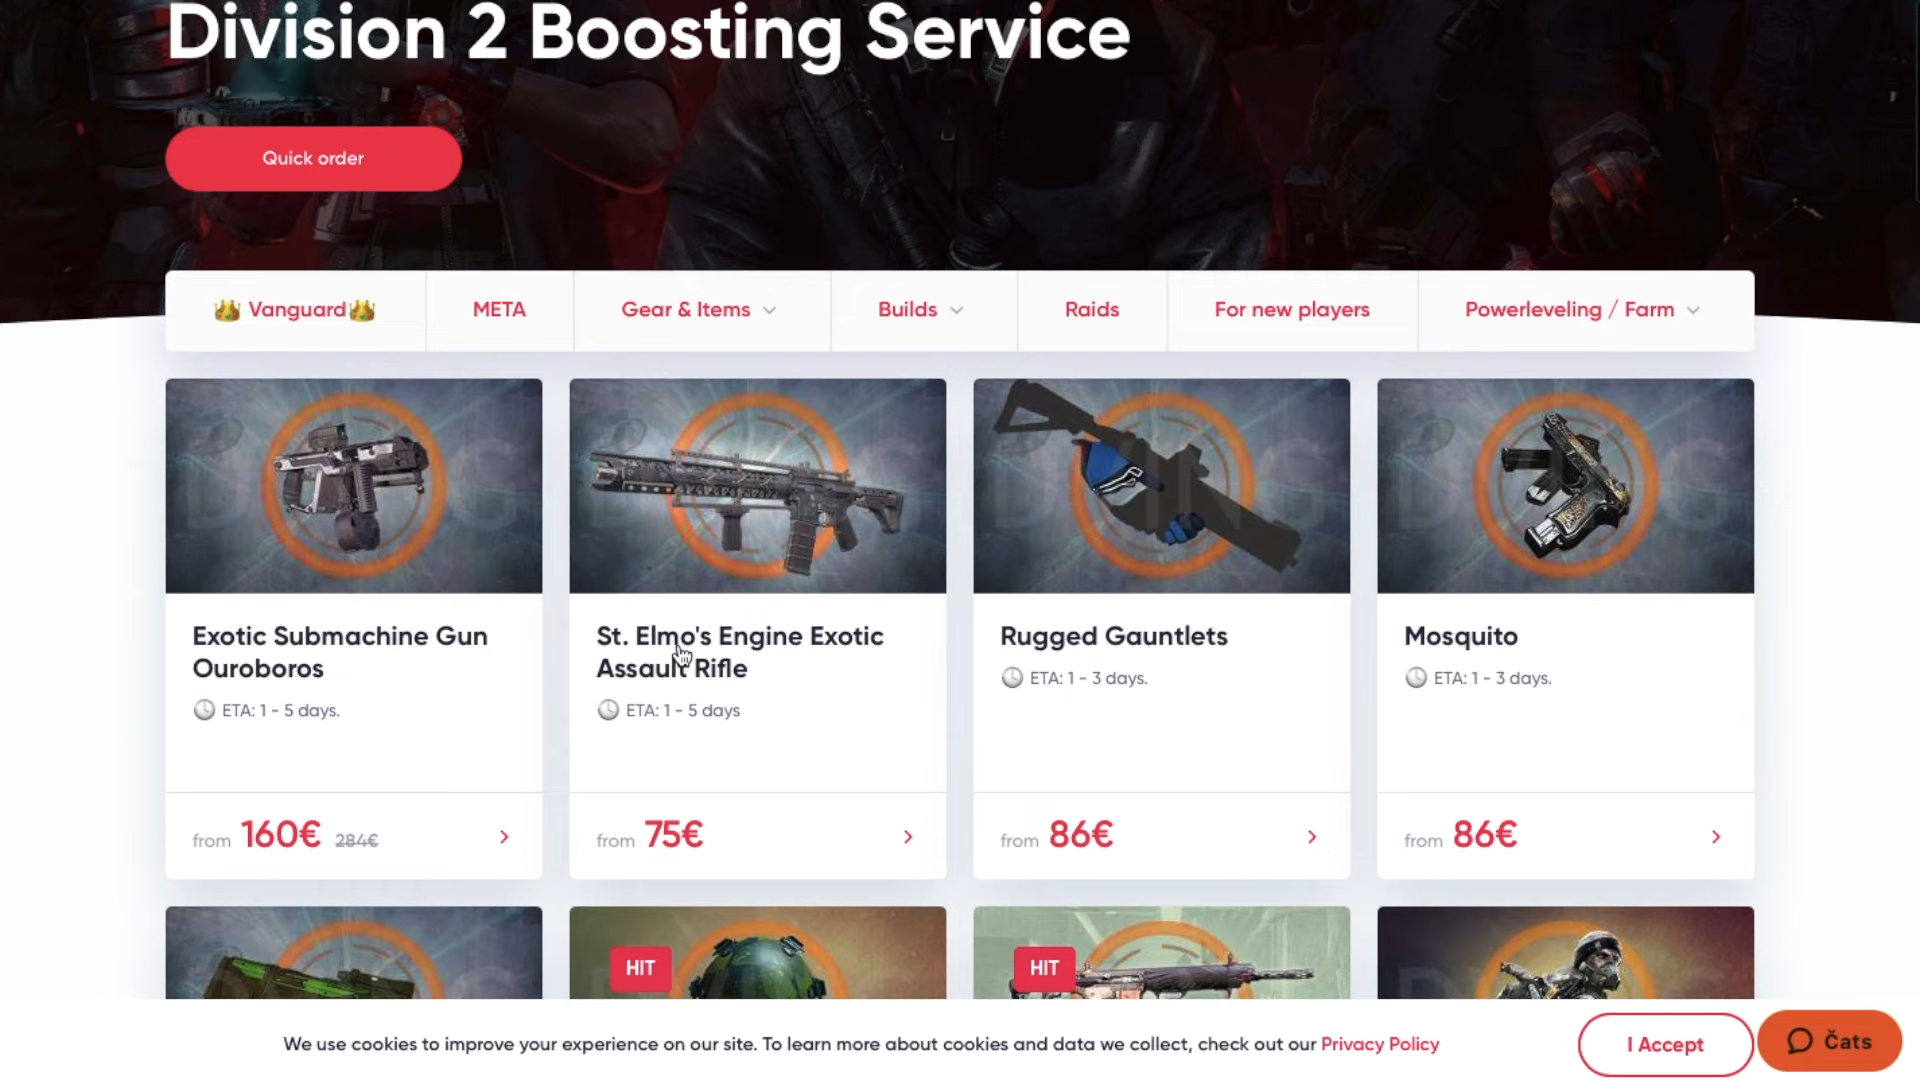 Division 2 Boosting Service
Quick order
👑 Vanguard👑
META
Gear & Items
Builds
Raids
For new players
Powerleveling / Farm
Exotic Submachine Gun
Ouroboros
ETA: 1 - 5 days.
from 160€ 284€
St. Elmo's Engine Exotic
Assault Rifle
ETA: 1 - 5 days
from 75€
Rugged Gauntlets
ETA: 1 - 3 days.
from 86€
Mosquito
ETA: 1 - 3 days.
from 86€
HIT
HIT
We use cookies to improve your experience on our site. To learn more about cookies and data we collect, check out our Privacy Policy
I Accept
Čats